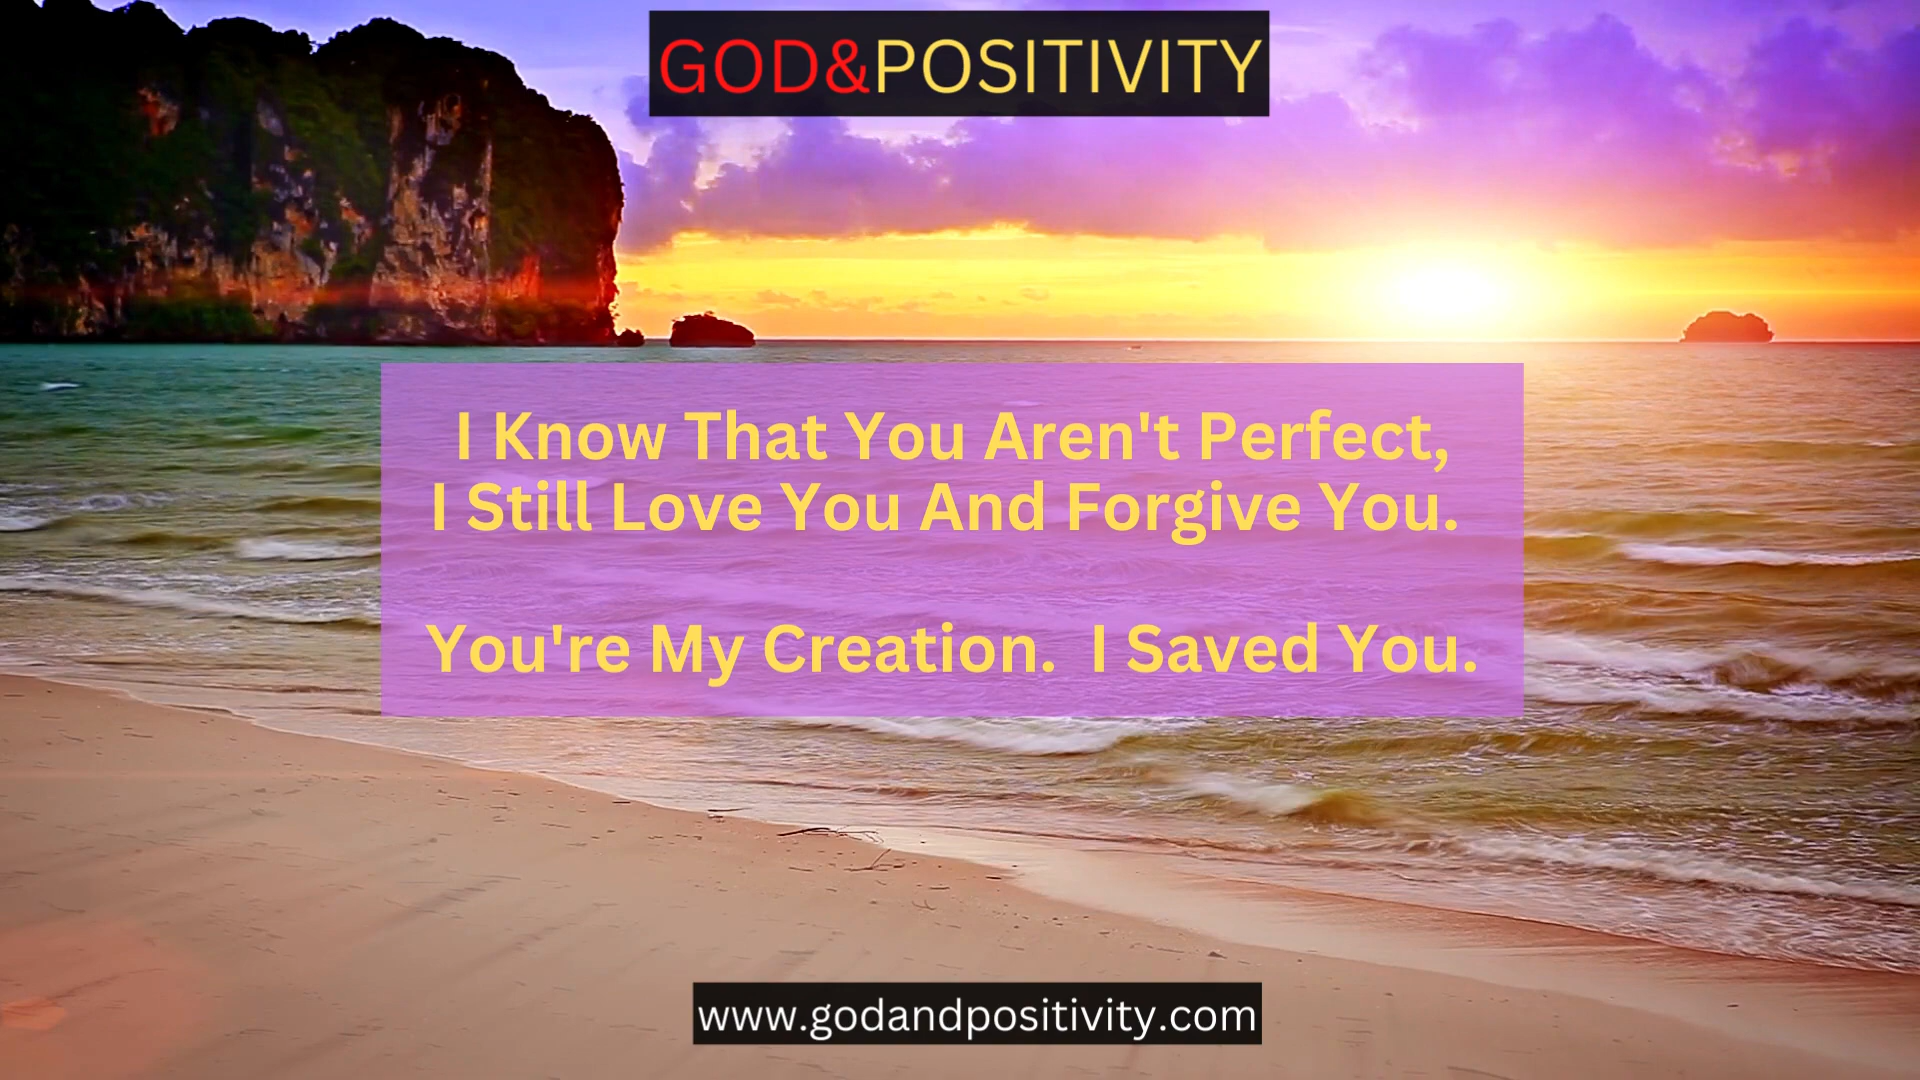 GOD&POSITIVITY
I Know That You Aren't Perfect,
I Still Love You And Forgive You.
You're My Creation.  I Saved You.
www.godandpositivity.com